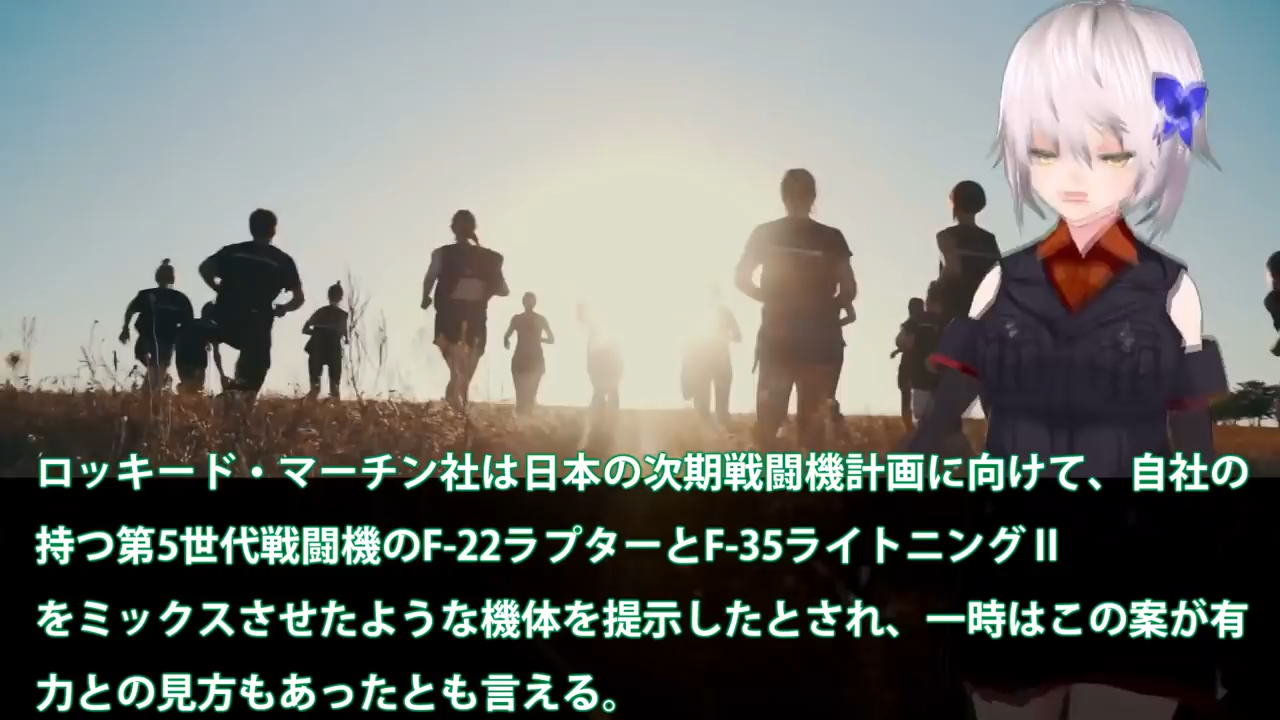 ロッキード・マーチン社は日本の次期戦闘機計画に向けて、自社の
持つ第5世代戦闘機のF-22ラプターとF-35ライトニングⅡ
をミックスさせたような機体を提示したとされ、一時はこの案が有
力との見方もあったとも言える。